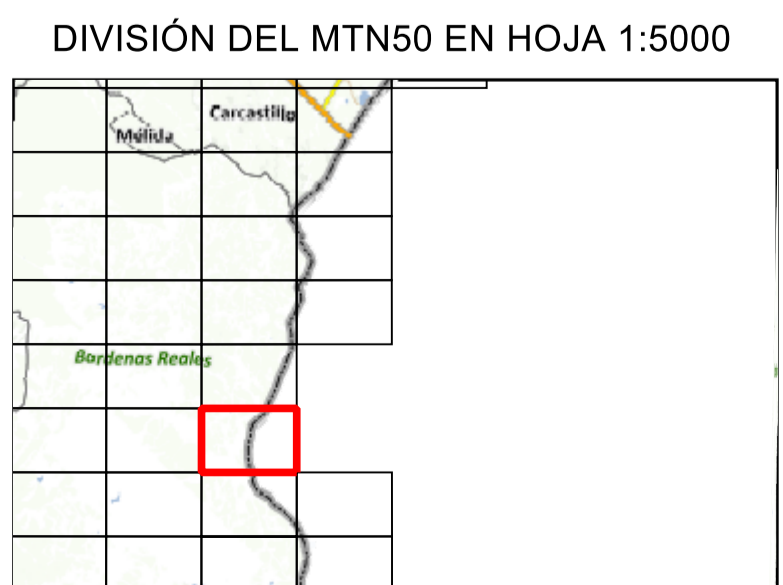 DIVISIÓN DEL MTN50 EN HOJA 1:5000
Carcastillo
Mélida
Bardenas Reales